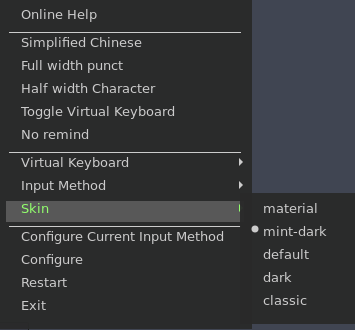 Online Help
Simplified Chinese
Full width punct
Half width Character
Toggle Virtual Keyboard
No remind
Virtual Keyboard
Input Method
Skin
Configure Current Input Method
Configure
Restart
Exit
material
mint-dark
default
dark
classic